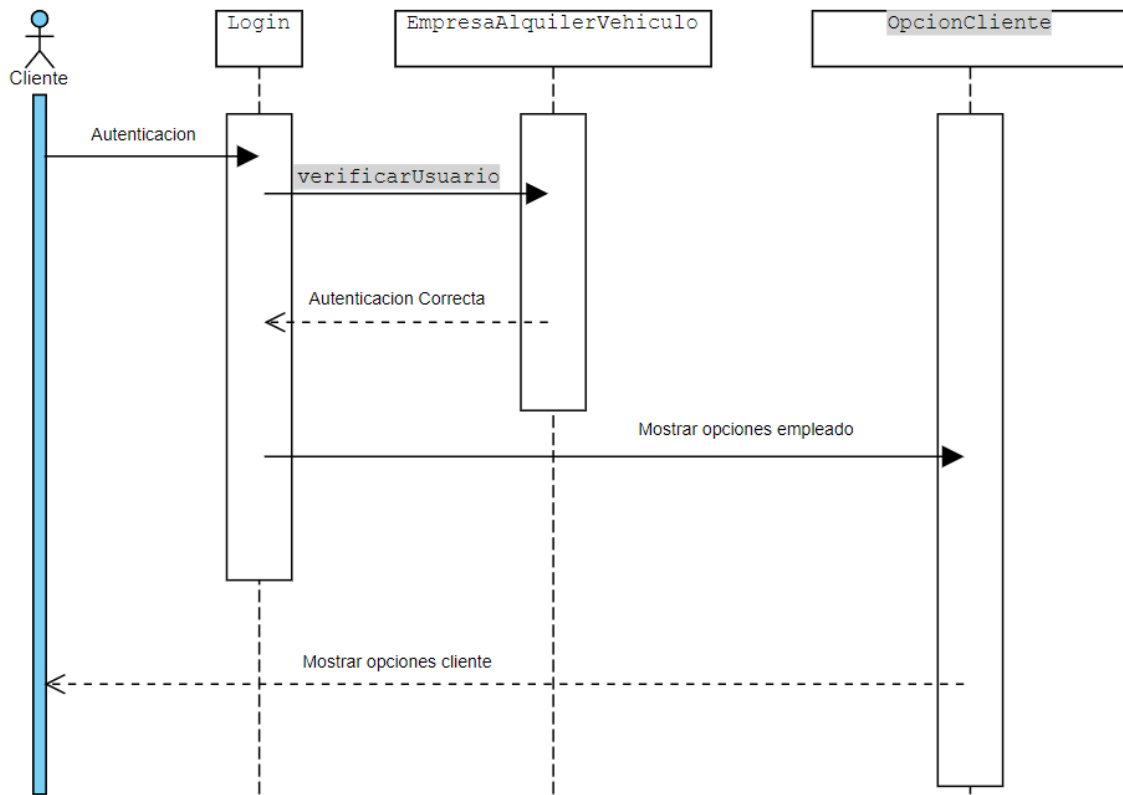 Login
EmpresaAlquilerVehiculo
OpcionCliente
Cliente
Autenticacion
verificarUsuario
Autenticacion Correcta
Mostrar opciones empleado
Mostrar opciones cliente